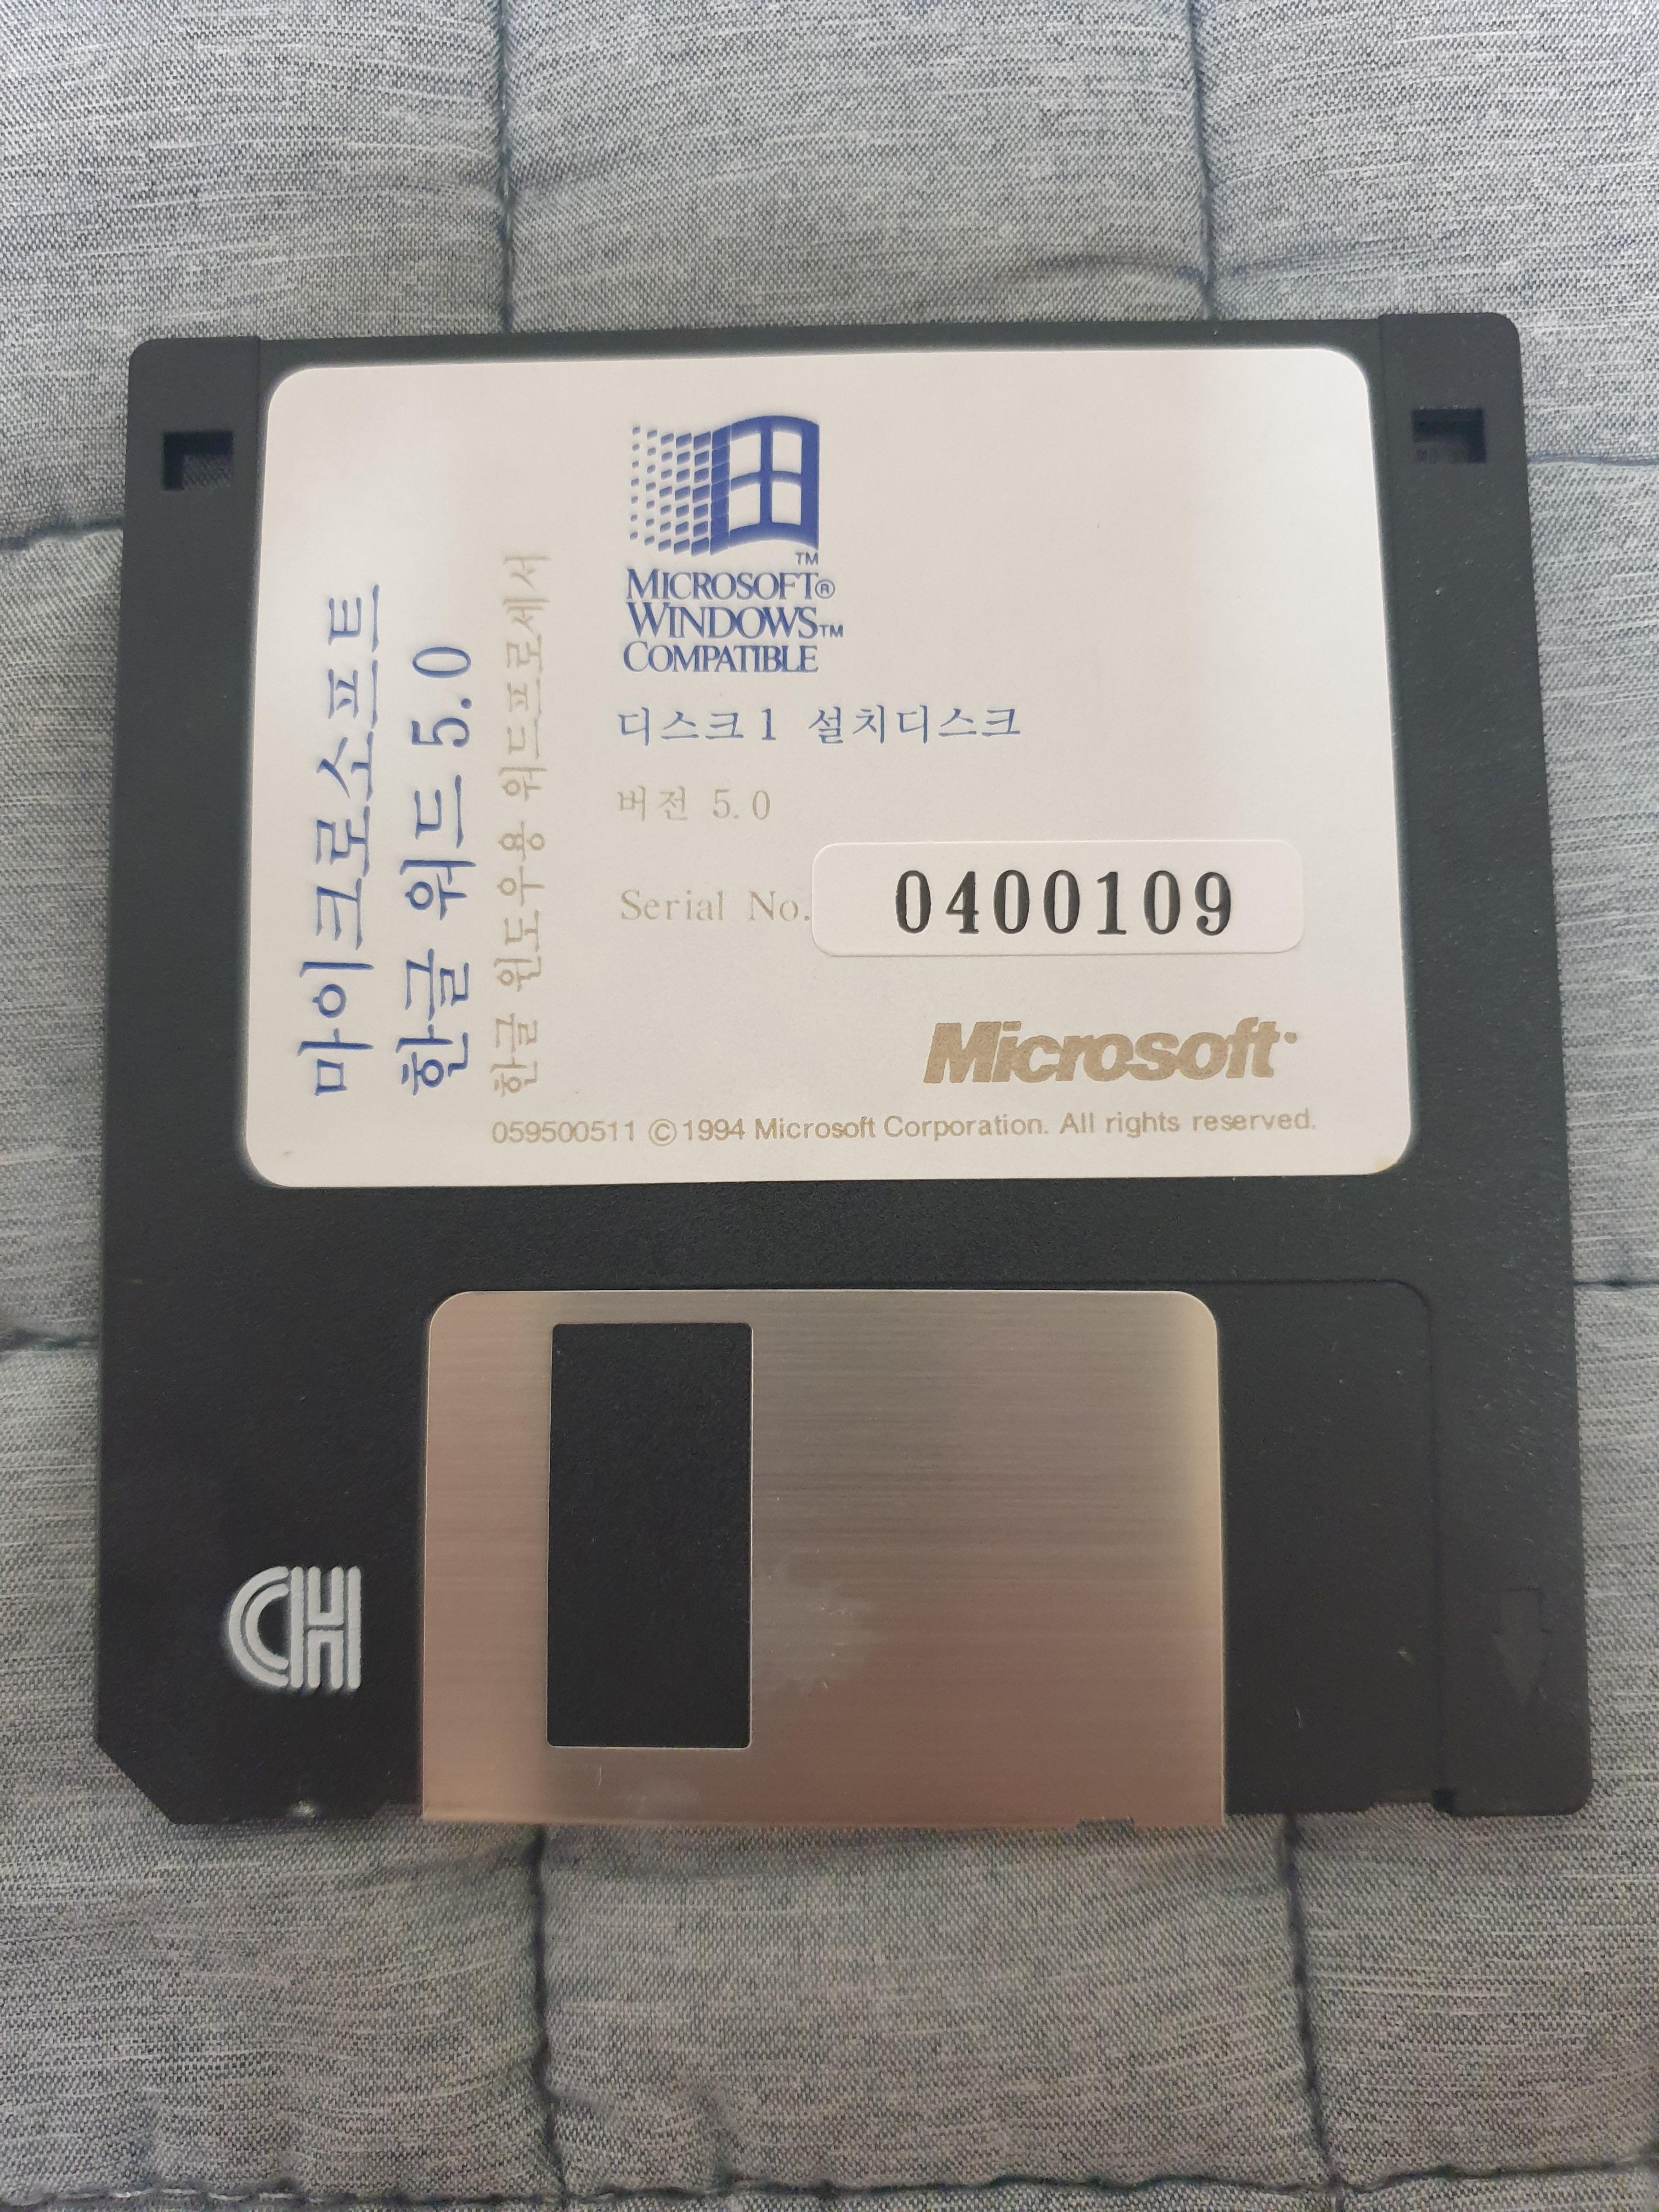 마이크로소프트
한글 워드 5.0
한글 윈도우용 워드프로세서
TM
MICROSOFT®
WINDOWS™
COMPATIBLE
디스크 1 설치디스크
버전 5.0
Serial No. 0400109
Microsoft
059500511 ©1994 Microsoft Corporation. All rights reserved.
CH